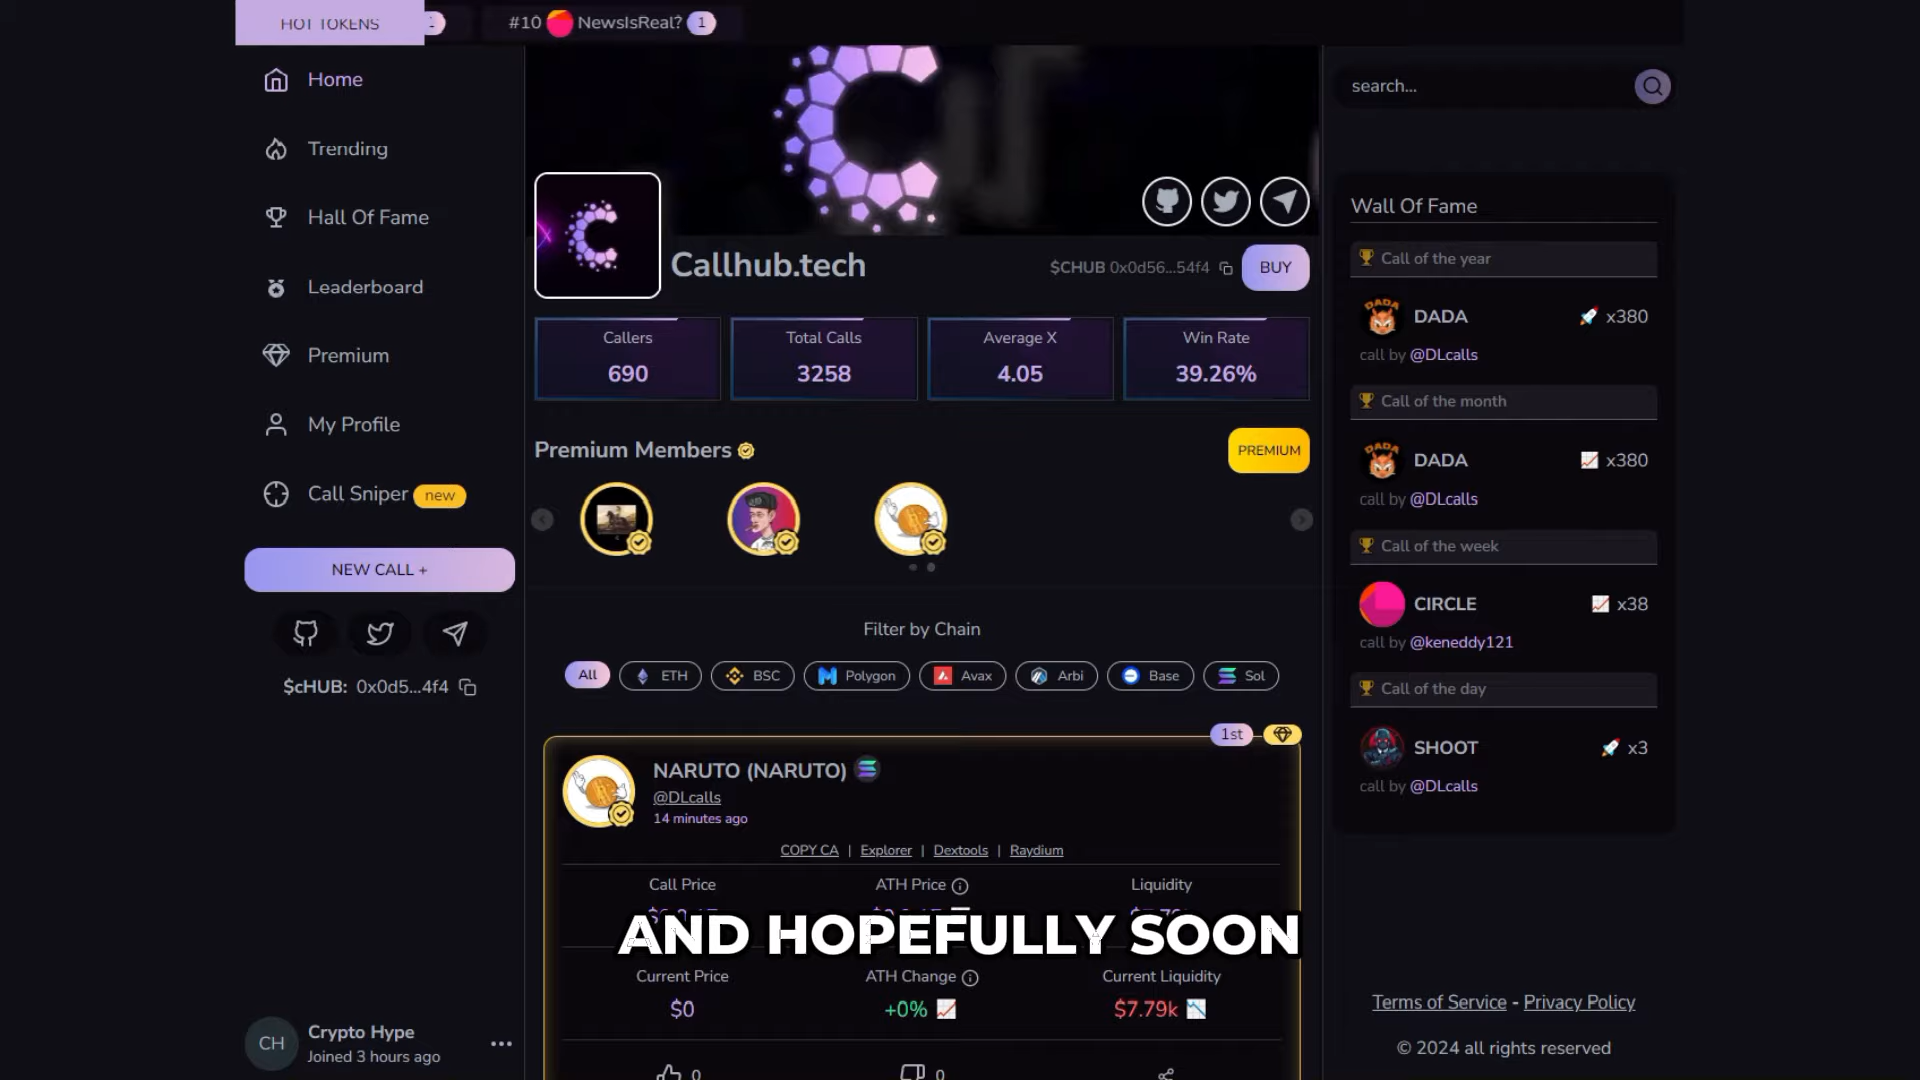 HOT TOKENS
1
#10 NewsIsReal? 1
Home
Trending
Hall Of Fame
Leaderboard
Premium
My Profile
Call Sniper new
NEW CALL +
$cHUB: 0x0d5...4f4
CH
Crypto Hype
Joined 3 hours ago
Callhub.tech
$CHUB 0x0d56...54f4
BUY
Callers
690
Total Calls
3258
Average X
4.05
Win Rate
39.26%
Premium Members
PREMIUM
Filter by Chain
All
ETH
BSC
Polygon
Avax
Arbi
Base
Sol
1st
NARUTO (NARUTO)
@DLcalls
14 minutes ago
COPY CA | Explorer | Dextools | Raydium
Call Price
ATH Price
Liquidity
AND HOPEFULLY SOON
Current Price
$0
ATH Change
+0%
Current Liquidity
$7.79k
0
0
search...
Wall Of Fame
Call of the year
DADA
x380
call by @DLcalls
Call of the month
DADA
x380
call by @DLcalls
Call of the week
CIRCLE
x38
call by @keneddy121
Call of the day
SHOOT
x3
call by @DLcalls
Terms of Service - Privacy Policy
© 2024 all rights reserved